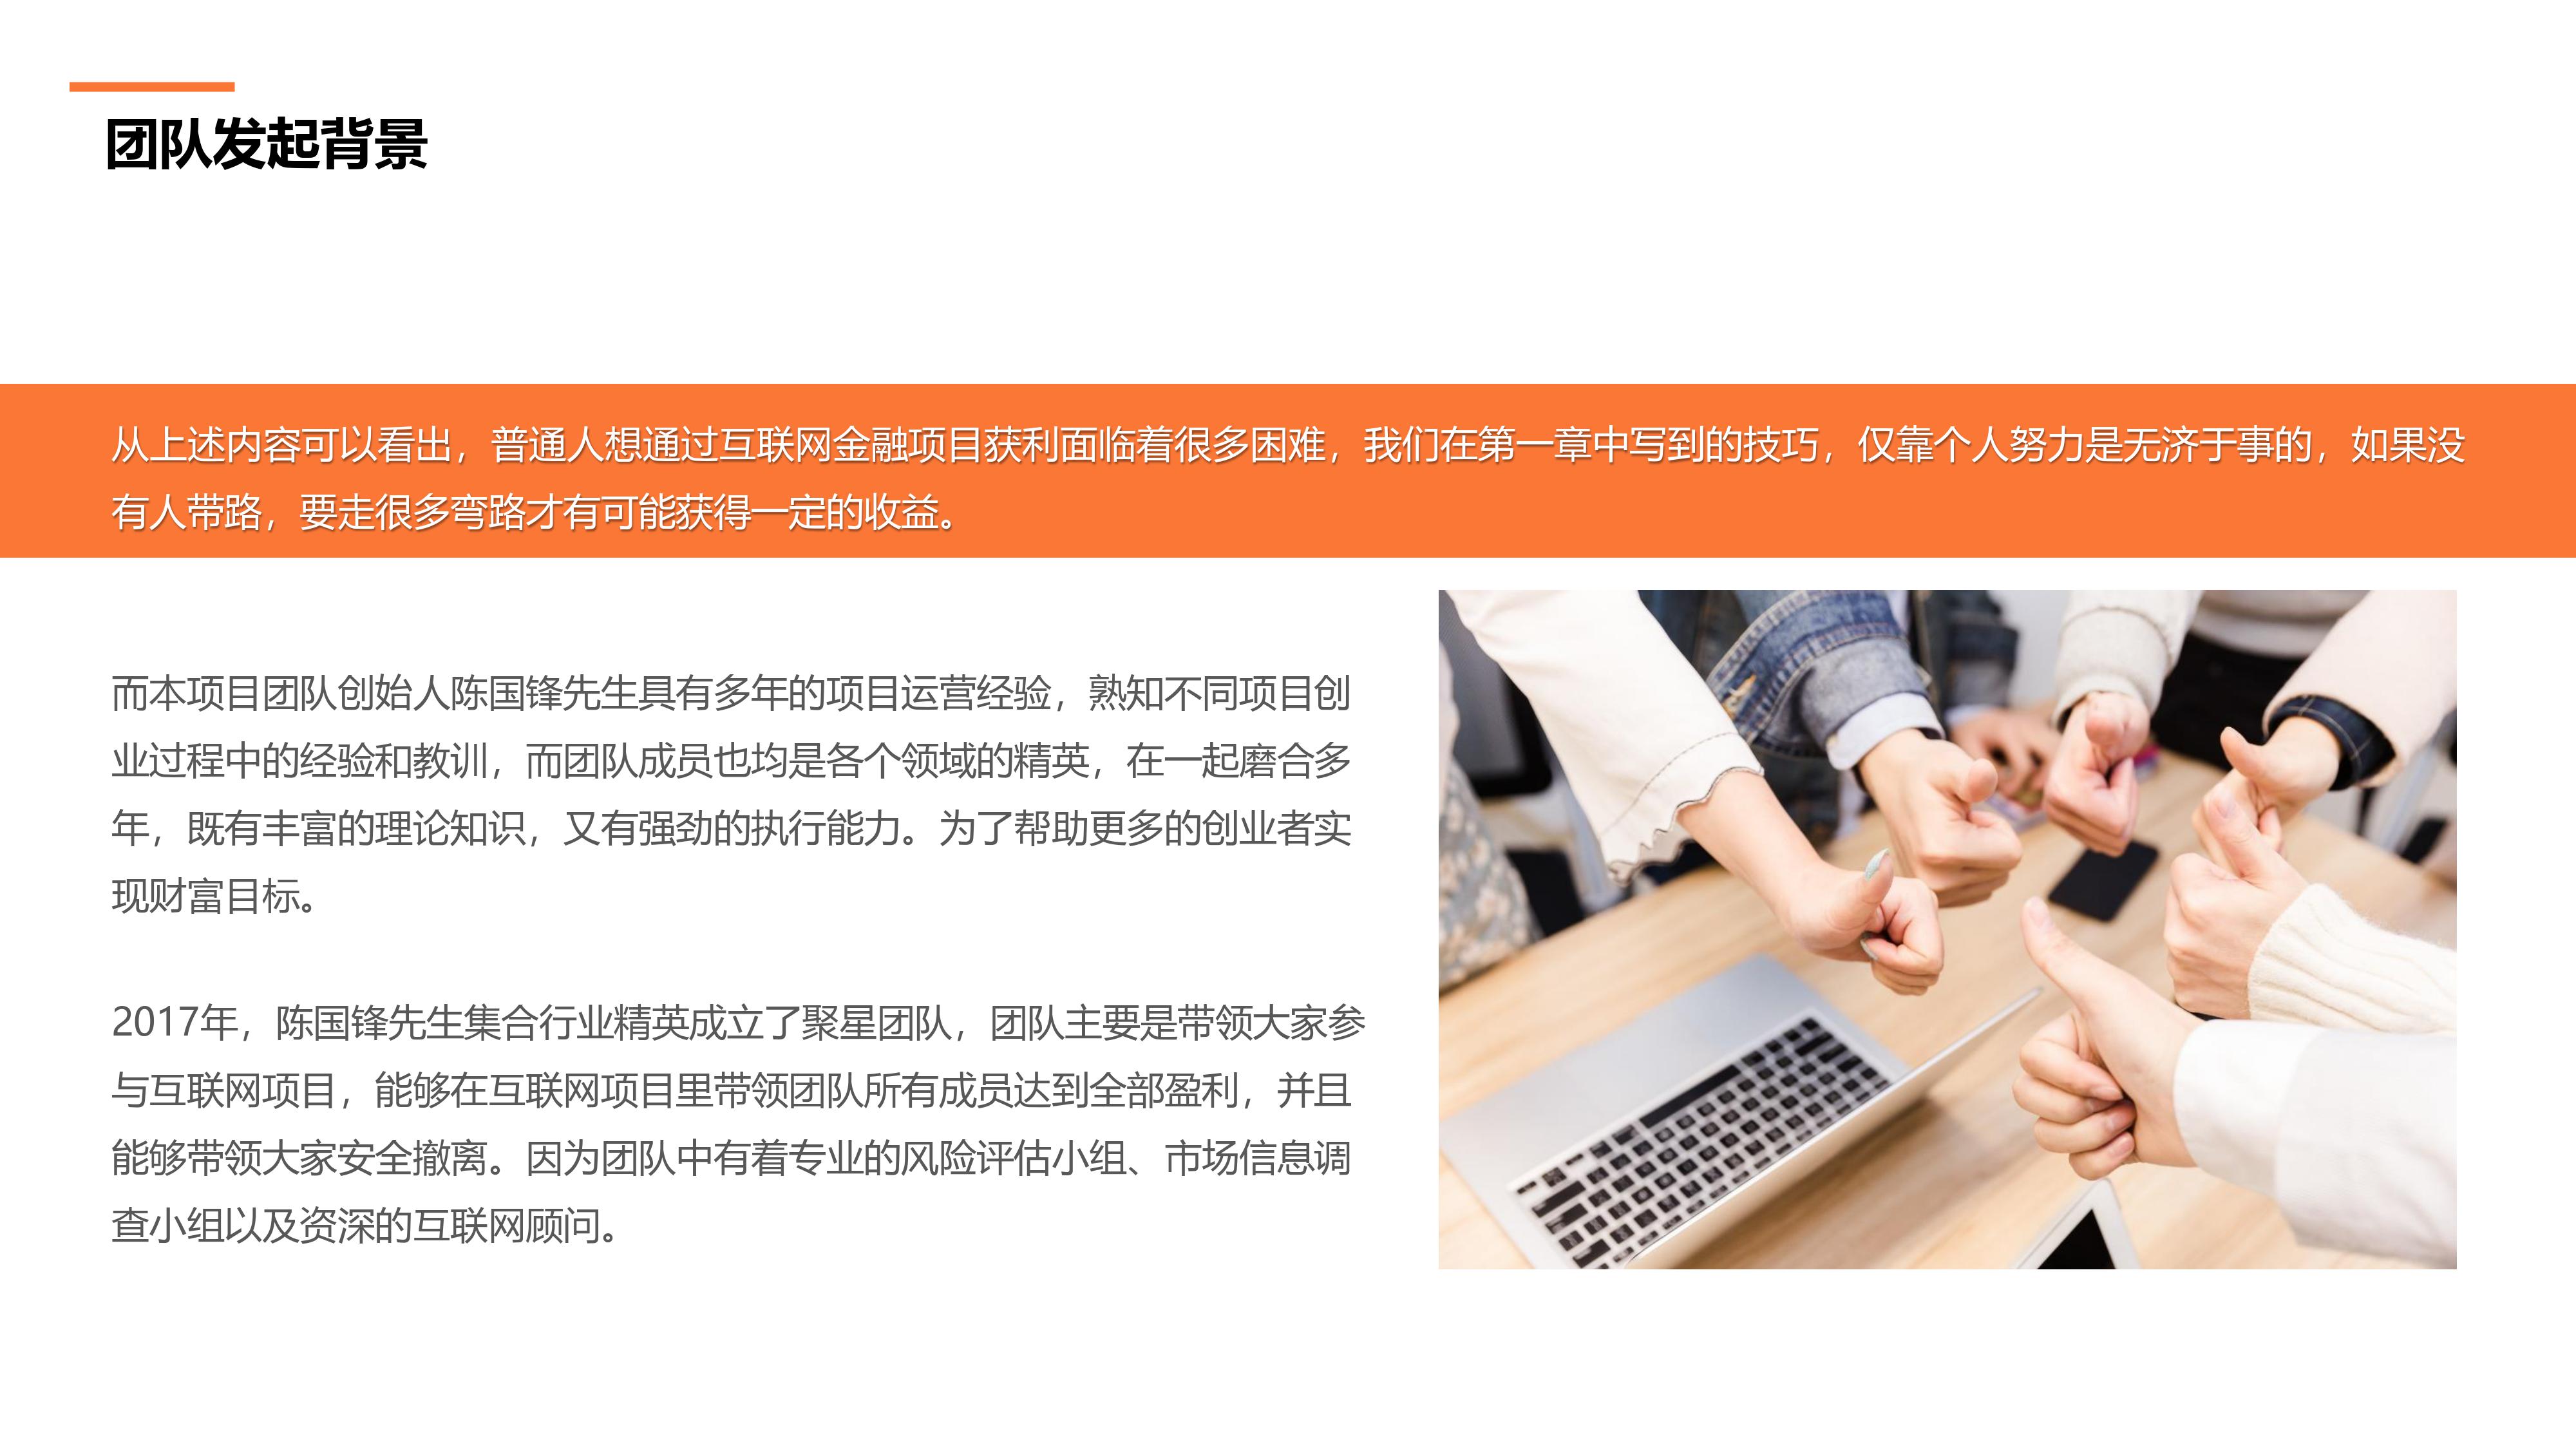 团队发起背景
从上述内容可以看出，普通人想通过互联网金融项目获利面临着很多困难，我们在第一章中写到的技巧，仅靠个人努力是无济于事的，如果没
有人带路，要走很多弯路才有可能获得一定的收益。
而本项目团队创始人陈国锋先生具有多年的项目运营经验，熟知不同项目创
业过程中的经验和教训，而团队成员也均是各个领域的精英，在一起磨合多
年，既有丰富的理论知识，又有强劲的执行能力。为了帮助更多的创业者实
现财富目标。
2017年，陈国锋先生集合行业精英成立了聚星团队，团队主要是带领大家参
与互联网项目，能够在互联网项目里带领团队所有成员达到全部盈利，并且
能够带领大家安全撤离。因为团队中有着专业的风险评估小组、市场信息调
查小组以及资深的互联网顾问。